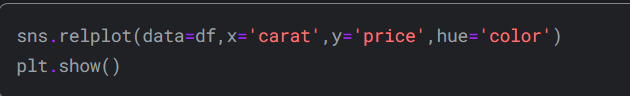 sns.relplot(data=df,x='carat',y='price',hue='color')
plt.show()